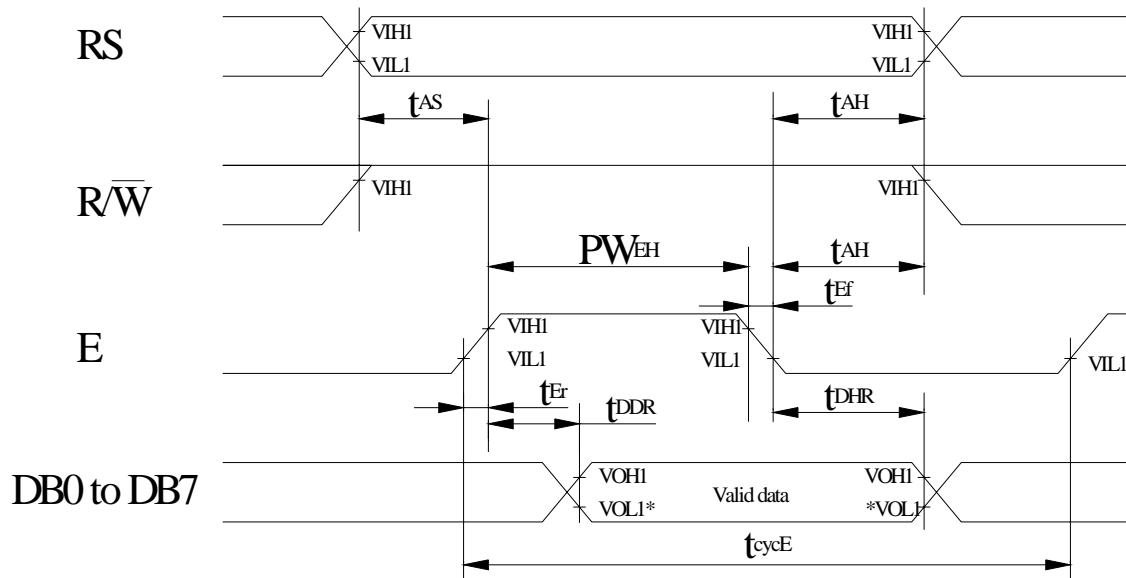 RS
VIH1 VIH1
VIL1 VIL1
tAS tAH
R/W̅
VIH1 VIH1
PWEH tAH
tEf
E
VIH1 VIH1
VIL1 VIL1 VIL1
tEr tDDR tDHR
DB0 to DB7
VOH1 VOH1
VOL1* Valid data *VOL1
tcycE